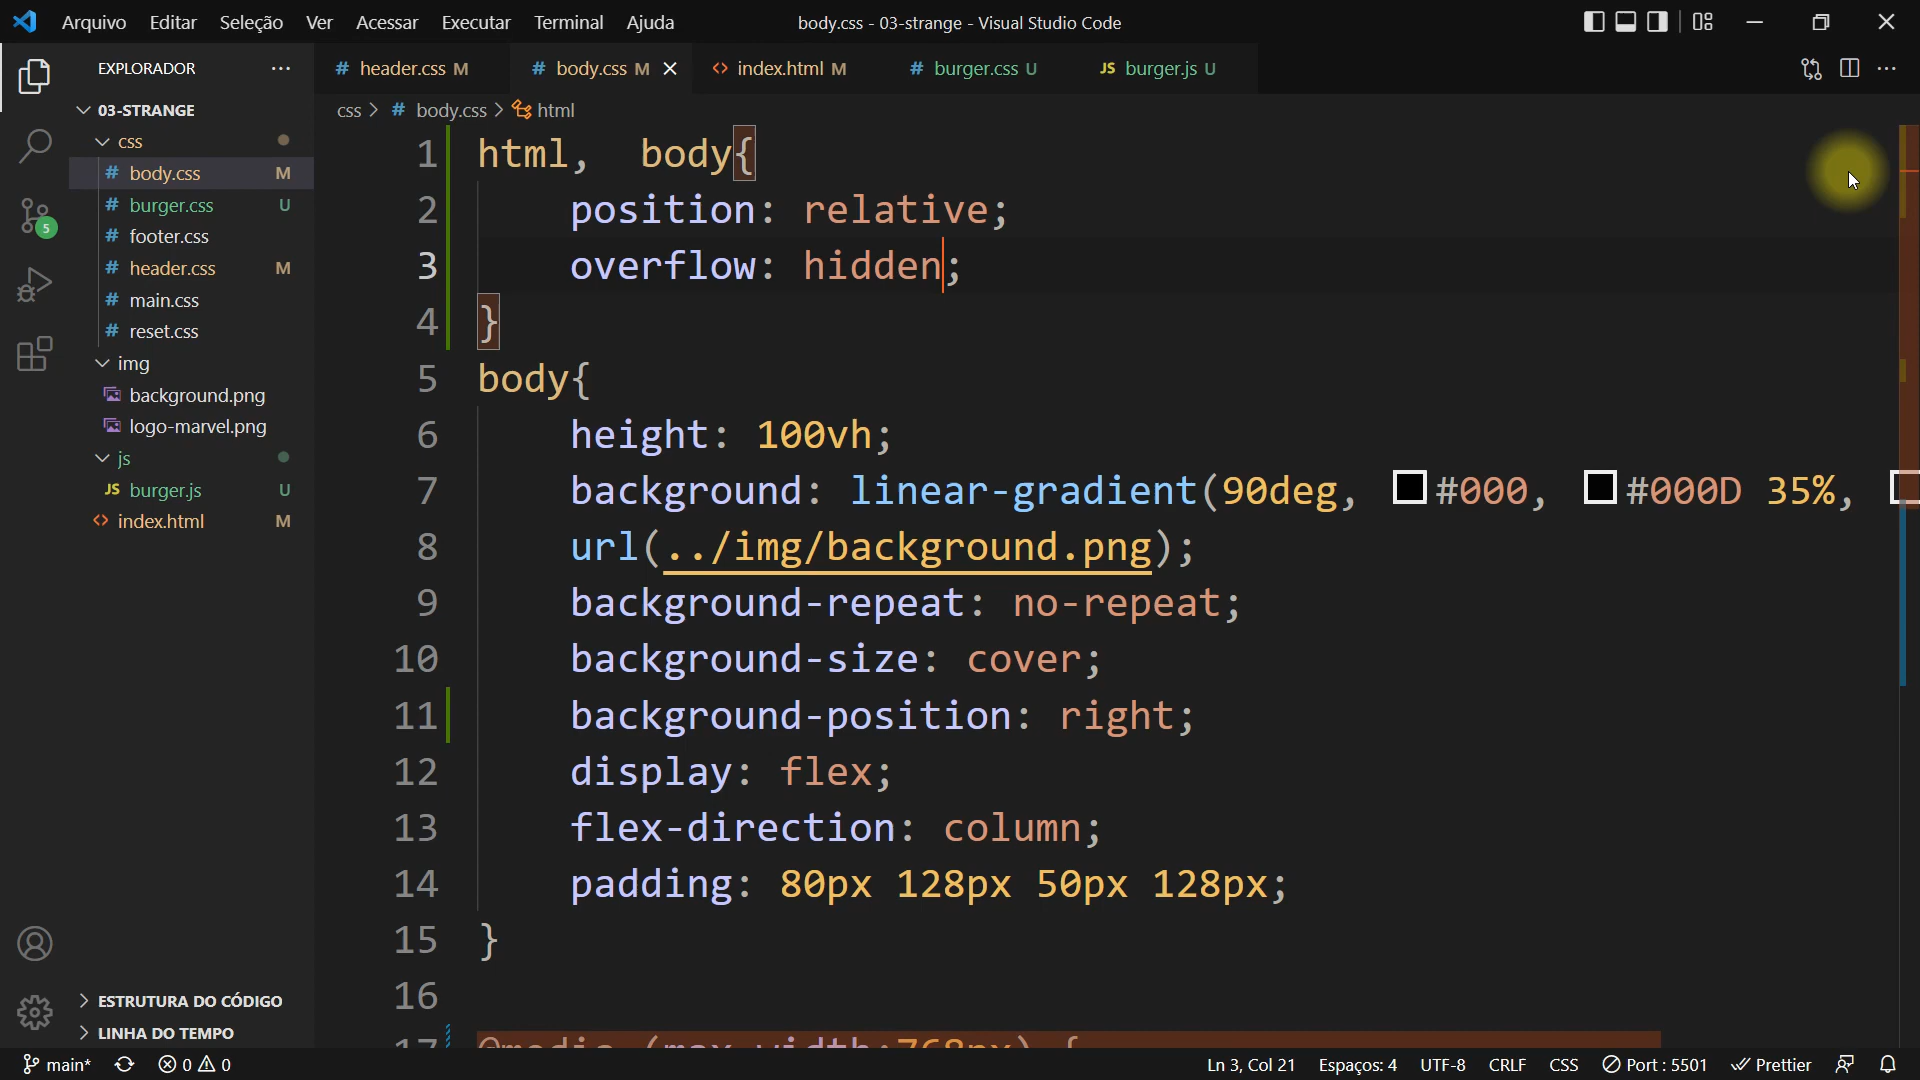 Arquivo Editar Seleção Ver Acessar Executar Terminal Ajuda
body.css - 03-strange - Visual Studio Code
EXPLORADOR ···
# header.css M # body.css M <> index.html M # burger.css U JS burger.js U
03-STRANGE
css > # body.css > html
css
# body.css M
# burger.css U
# footer.css
# header.css M
# main.css
# reset.css
img
background.png
logo-marvel.png
js
JS burger.js U
<> index.html M
5
1 html,  body{
2 position: relative;
3 overflow: hidden;
4 }
5 body{
6 height: 100vh;
7 background: linear-gradient(90deg, #000, #000D 35%,
8 url(../img/background.png);
9 background-repeat: no-repeat;
10 background-size: cover;
11 background-position: right;
12 display: flex;
13 flex-direction: column;
14 padding: 80px 128px 50px 128px;
15 }
16
17 @media (max-width:768px) {
ESTRUTURA DO CÓDIGO
LINHA DO TEMPO
main* 0 0 Ln 3, Col 21 Espaços: 4 UTF-8 CRLF CSS Port : 5501 Prettier